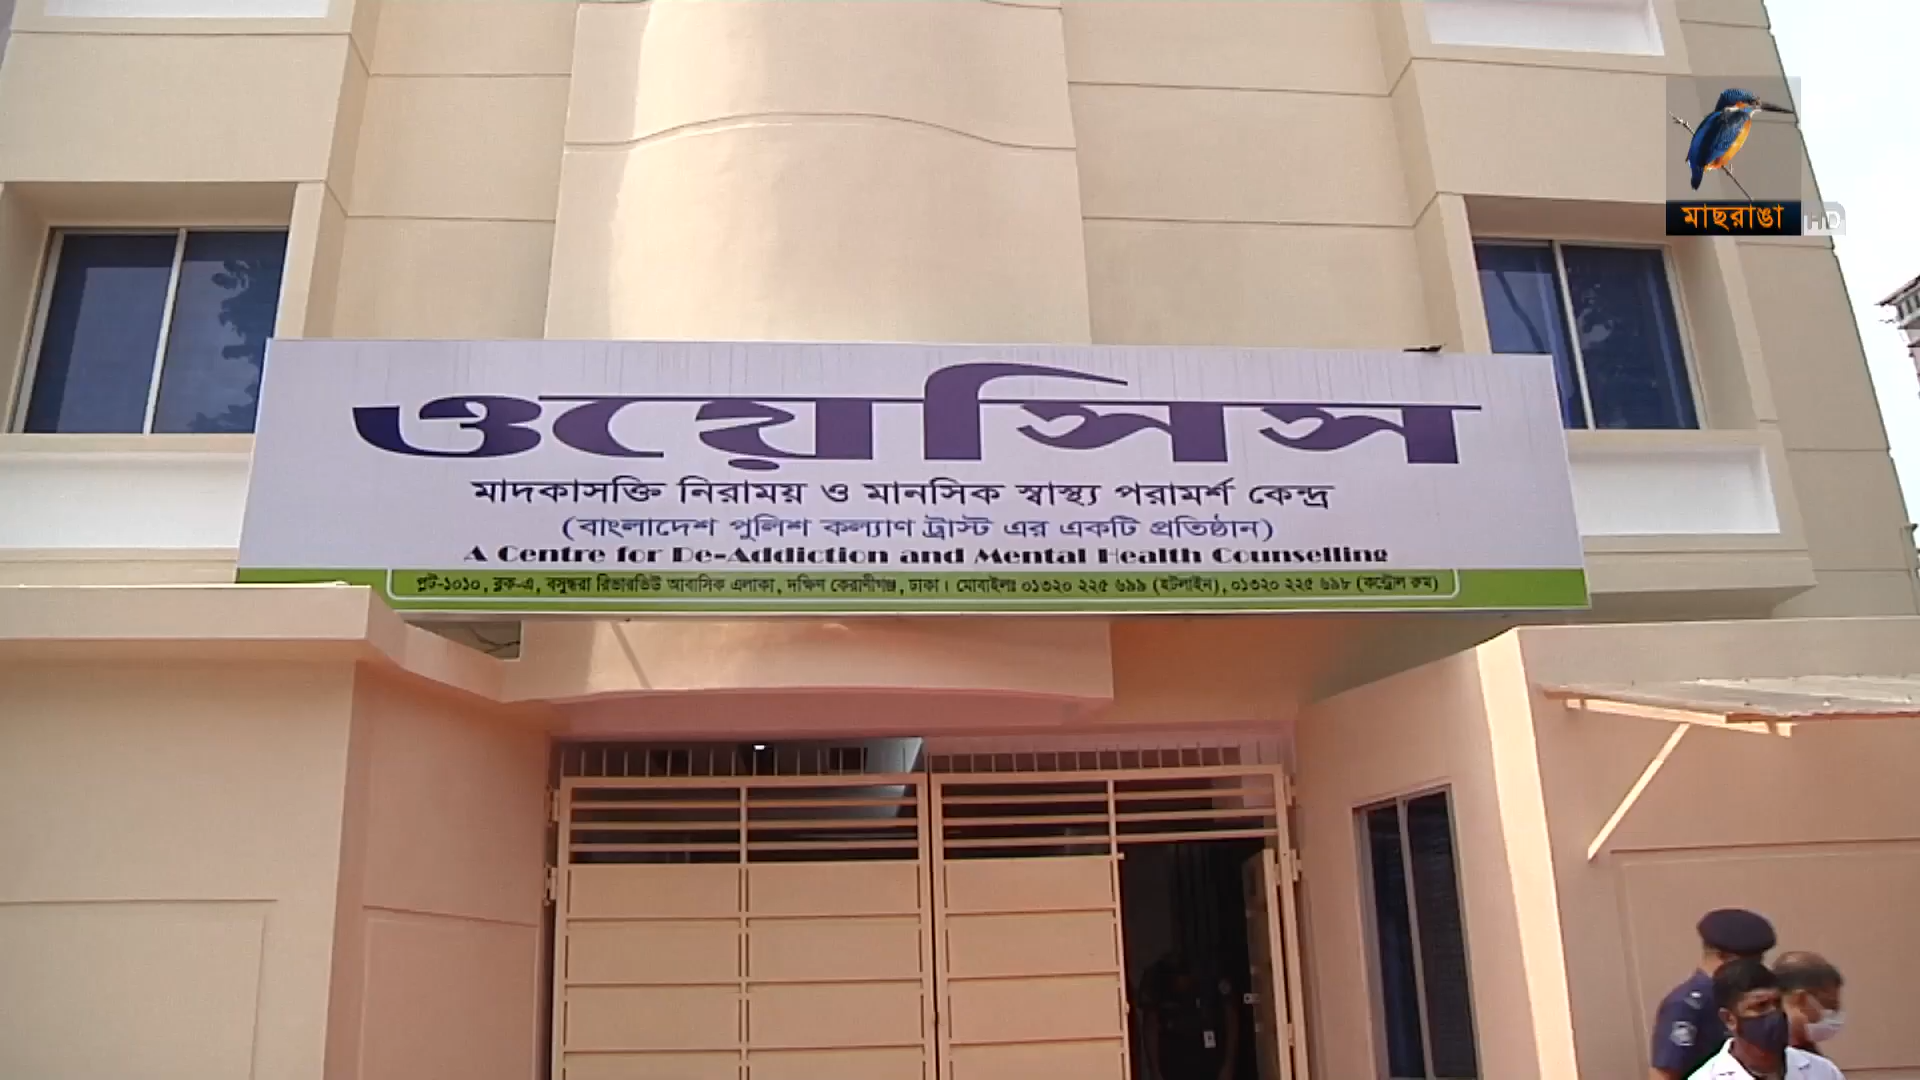 মাছরাঙা HD
ওয়েসিস
মাদকাসক্তি নিরাময় ও মানসিক স্বাস্থ্য পরামর্শ কেন্দ্র
(বাংলাদেশ পুলিশ কল্যাণ ট্রাস্ট এর একটি প্রতিষ্ঠান)
A Centre for De-Addiction and Mental Health Counselling
প্লট-১০১০, ব্লক-এ, বসুন্ধরা রিভারভিউ আবাসিক এলাকা, দক্ষিণ কেরাণীগঞ্জ, ঢাকা। মোবাইলঃ ০১৩২০ ২২৫ ৬৯৯ (হটলাইন), ০১৩২০ ২২৫ ৬৯৮ (কন্ট্রোল রুম)